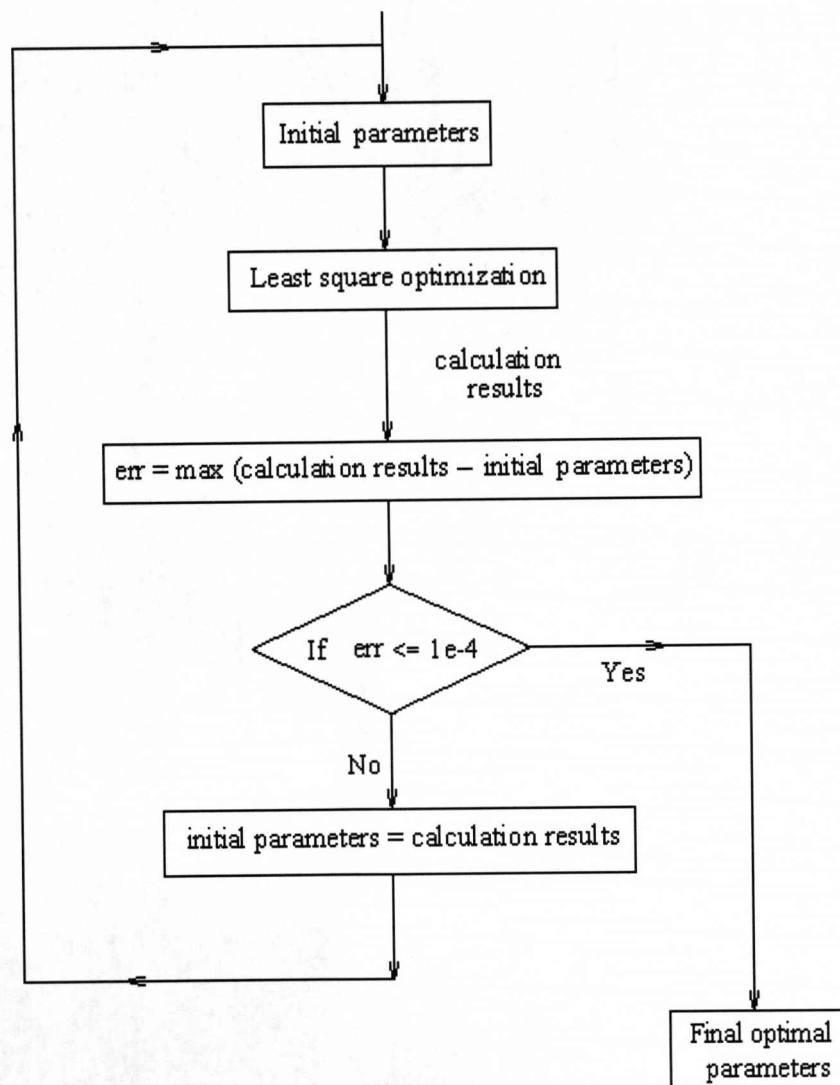 Initial parameters
Least square optimization
calculation
results
err = max (calculation results – initial parameters)
If err <= 1e-4
Yes
No
initial parameters = calculation results
Final optimal
parameters